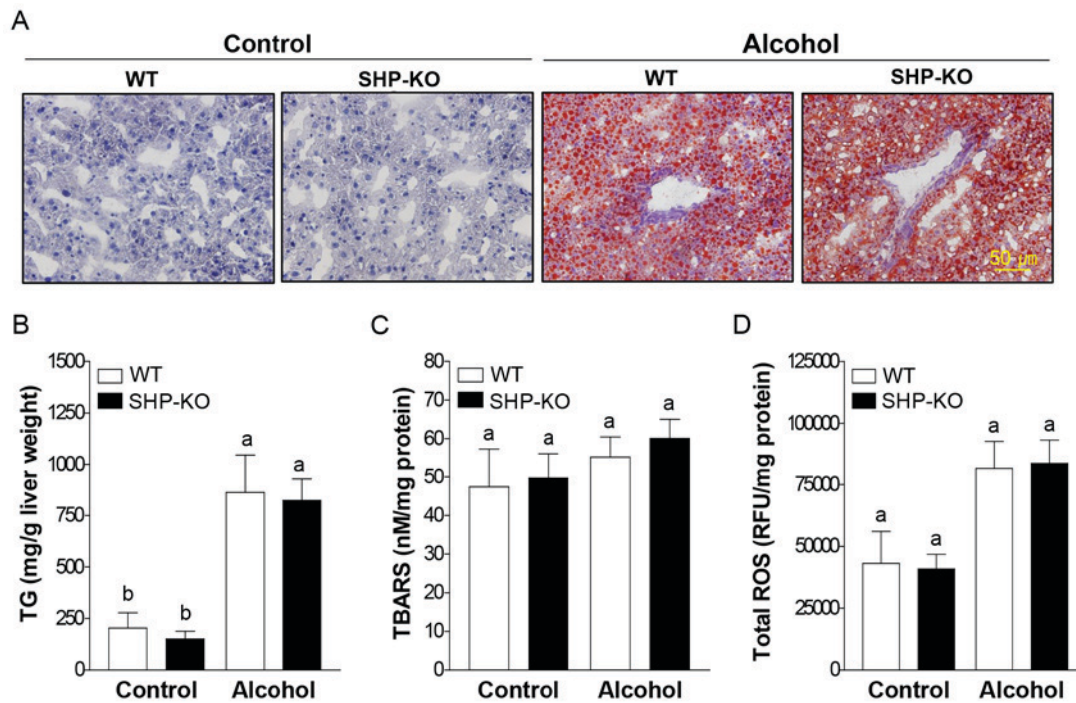 A
Control
Alcohol
WT
SHP-KO
WT
SHP-KO
50 μm
B
TG (mg/g liver weight)
1500
1250
1000
750
500
250
0
WT
SHP-KO
b
b
a
a
Control
Alcohol
C
TBARS (nM/mg protein)
80
70
60
50
40
30
20
10
0
WT
SHP-KO
a
a
a
a
Control
Alcohol
D
Total ROS (RFU/mg protein)
125000
100000
75000
50000
25000
0
WT
SHP-KO
a
a
a
a
Control
Alcohol